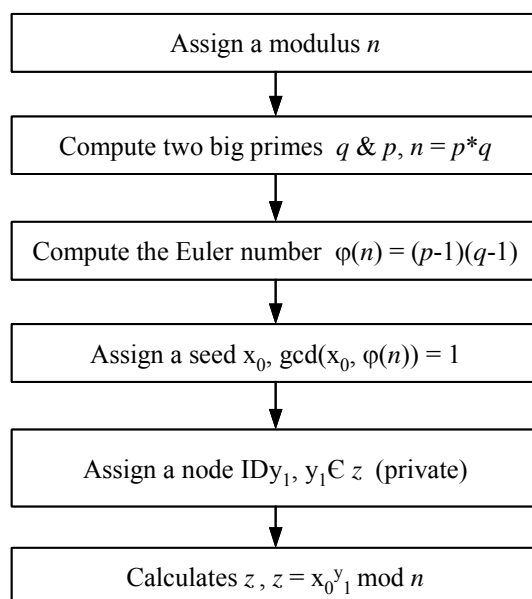 Assign a modulus n
Compute two big primes q & p, n = p*q
Compute the Euler number φ(n) = (p-1)(q-1)
Assign a seed x₀, gcd(x₀, φ(n)) = 1
Assign a node IDy₁, y₁Є z (private)
Calculates z , z = x₀ʸ₁ mod n